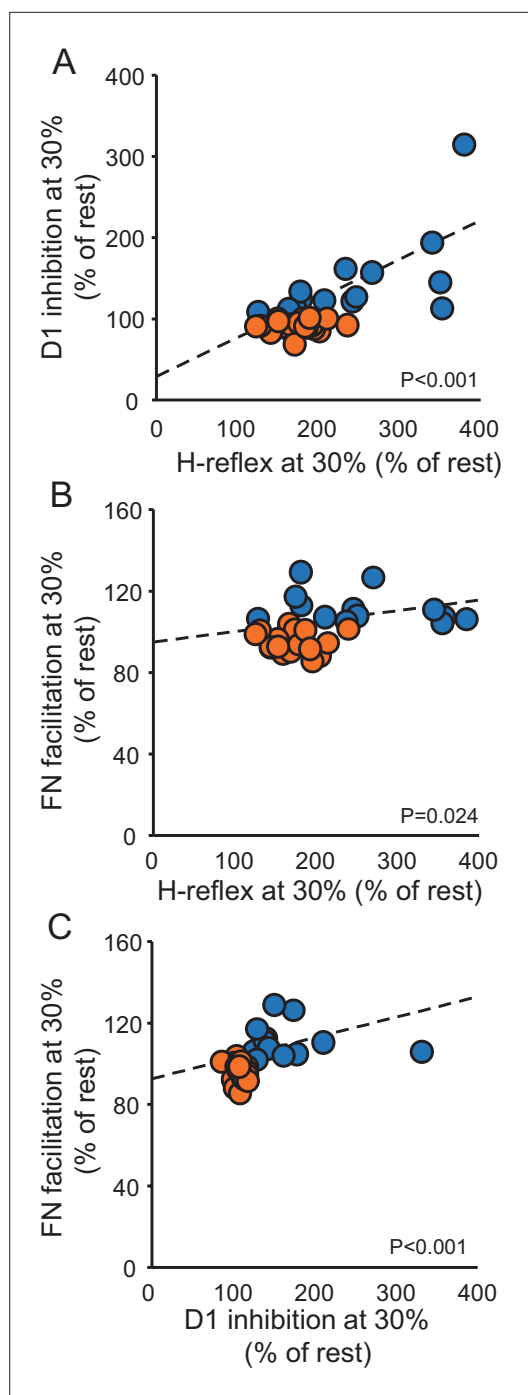 A
D1 inhibition at 30%
(% of rest)
400
300
200
100
0
P<0.001
0 100 200 300 400
H-reflex at 30% (% of rest)
B
FN facilitation at 30%
(% of rest)
160
120
80
40
0
P=0.024
0 100 200 300 400
H-reflex at 30% (% of rest)
C
FN facilitation at 30%
(% of rest)
160
120
80
40
0
P<0.001
0 100 200 300 400
D1 inhibition at 30%
(% of rest)